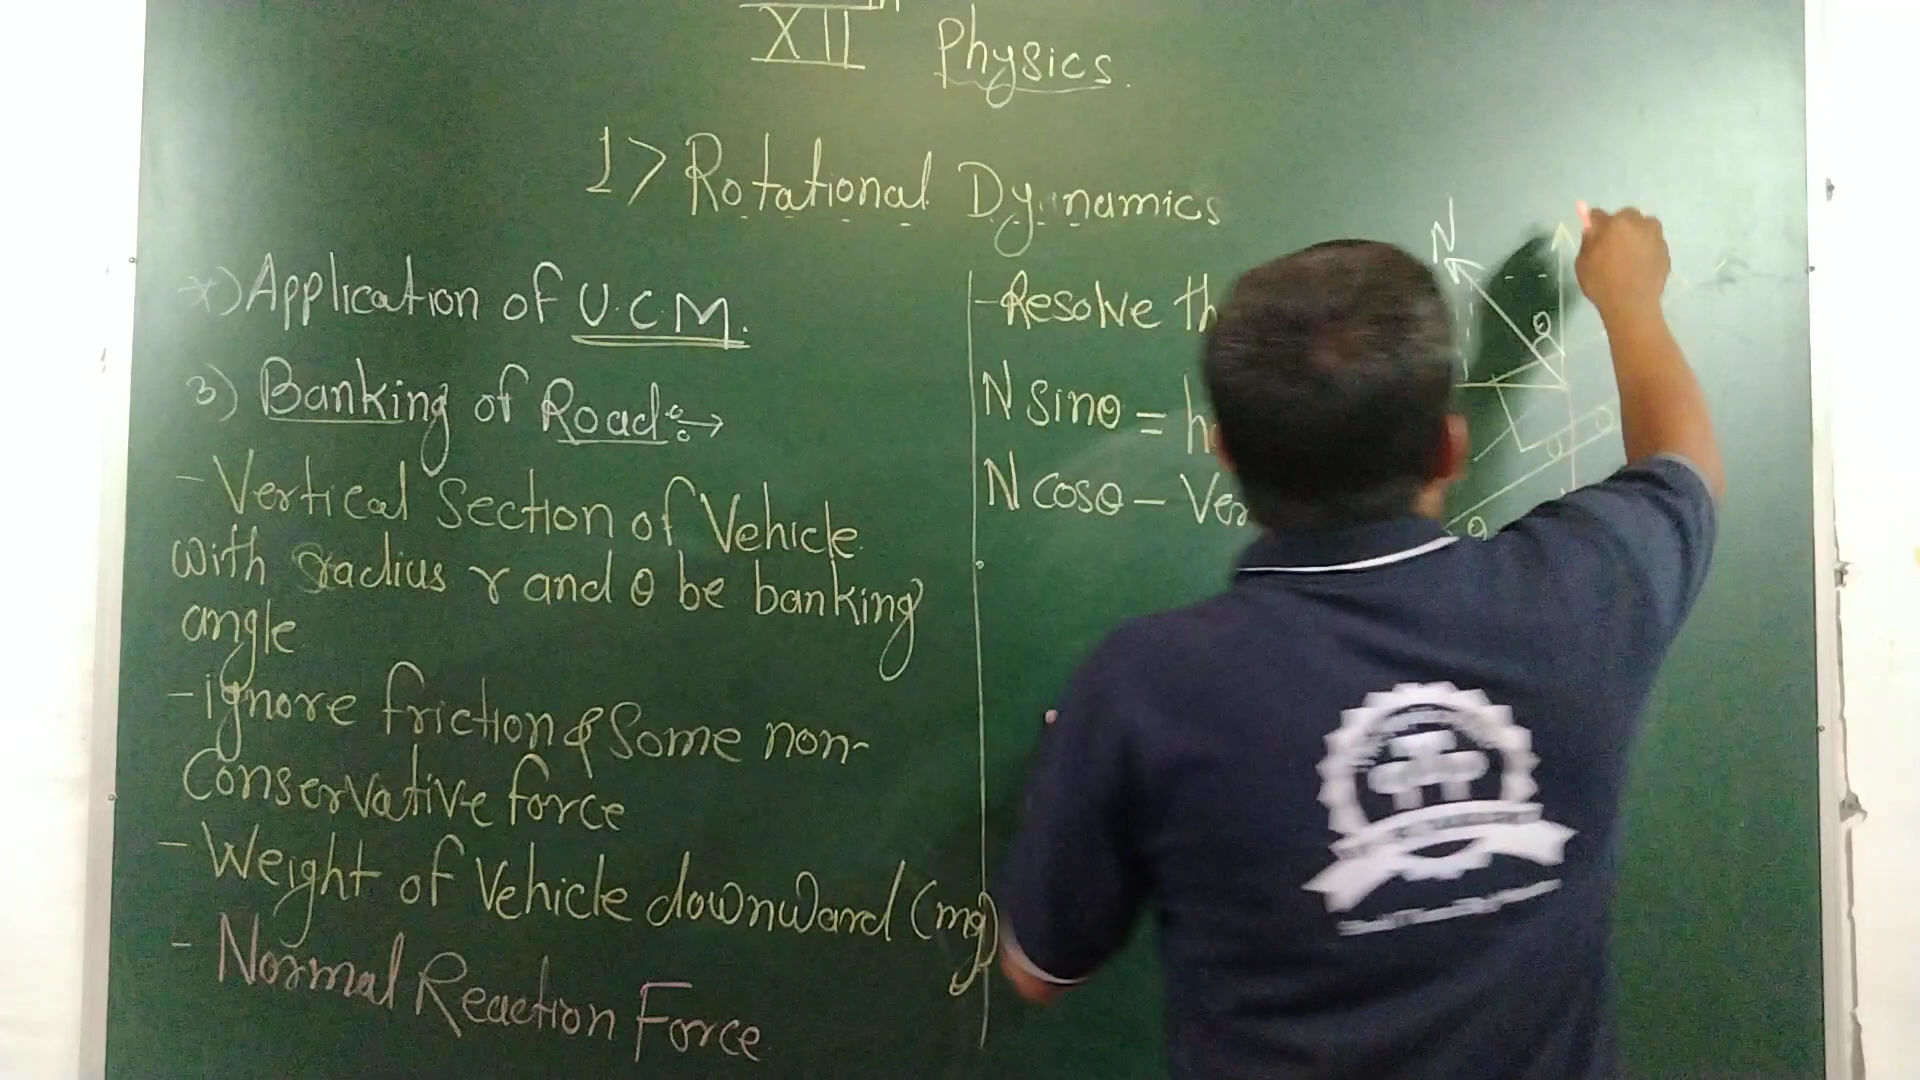 XII Physics.
1> Rotational Dynamics
*) Application of U.C.M.
3) Banking of Road:→
- Vertical Section of Vehicle
with radius r and θ be banking
angle
- ignore friction & Some non-
Conservative force
- Weight of Vehicle downward (mg)
- Normal Reaction Force
- Resolve th
N sinθ = h
N cosθ - Ver
N
θ
θ